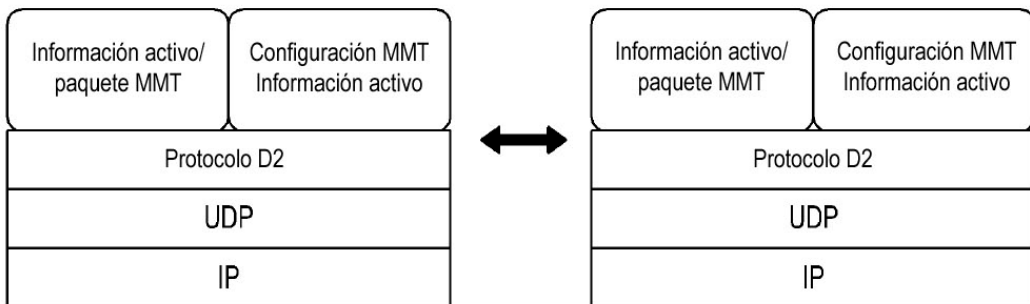 Información activo/
paquete MMT
Configuración MMT
Información activo
Protocolo D2
UDP
IP
Información activo/
paquete MMT
Configuración MMT
Información activo
Protocolo D2
UDP
IP